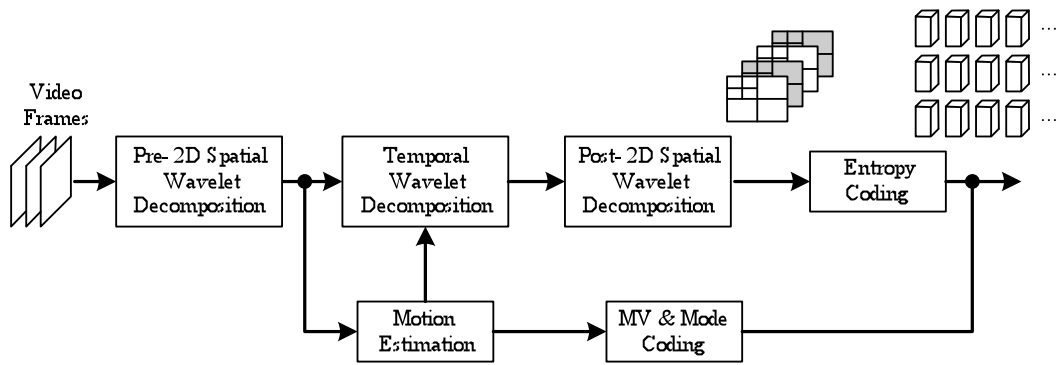 Video
Frames
Pre- 2D Spatial
Wavelet
Decomposition
Temporal
Wavelet
Decomposition
Post- 2D Spatial
Wavelet
Decomposition
Entropy
Coding
...
...
...
Motion
Estimation
MV & Mode
Coding